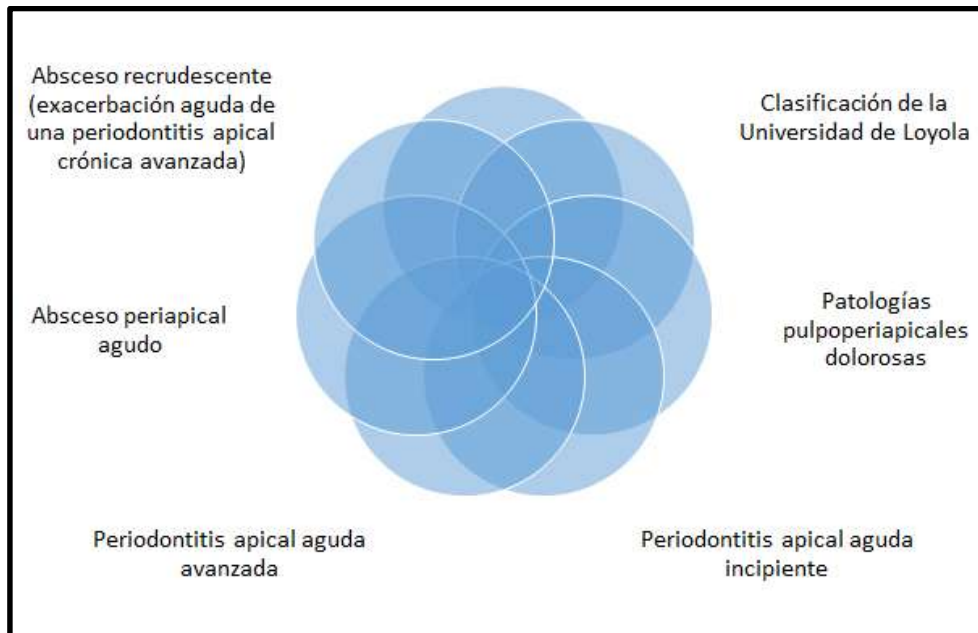 Absceso recrudescente
(exacerbación aguda de
una periodontitis apical
crónica avanzada)
Clasificación de la
Universidad de Loyola
Absceso periapical
agudo
Patologías
pulpoperiapicales
dolorosas
Periodontitis apical aguda
avanzada
Periodontitis apical aguda
incipiente